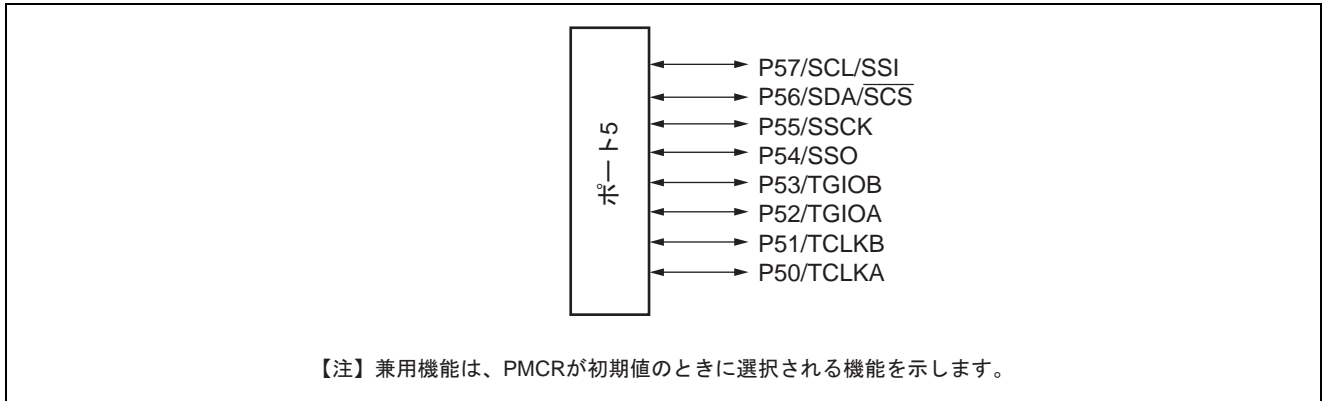 ポート5
P57/SCL/SSI
P56/SDA/S̅C̅S̅
P55/SSCK
P54/SSO
P53/TGIOB
P52/TGIOA
P51/TCLKB
P50/TCLKA
【注】兼用機能は、PMCRが初期値のときに選択される機能を示します。